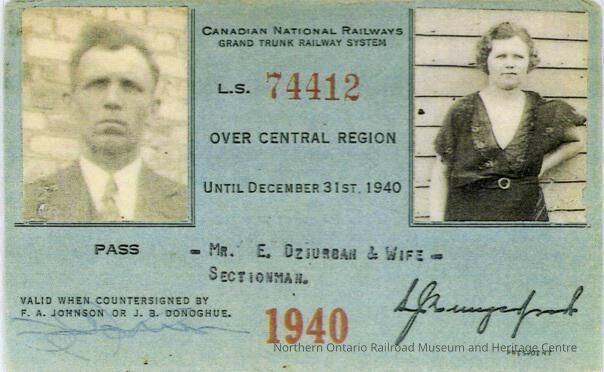 CANADIAN NATIONAL RAILWAYS
GRAND TRUNK RAILWAY SYSTEM
L.S. 74412
OVER CENTRAL REGION
UNTIL DECEMBER 31ST, 1940
PASS - MR. E. DZIURBAN & WIFE -
SECTIONMAN.
VALID WHEN COUNTERSIGNED BY
F. A. JOHNSON OR J. B. DONOGHUE.
1940
Northern Ontario Railroad Museum and Heritage Centre
PRESIDENT